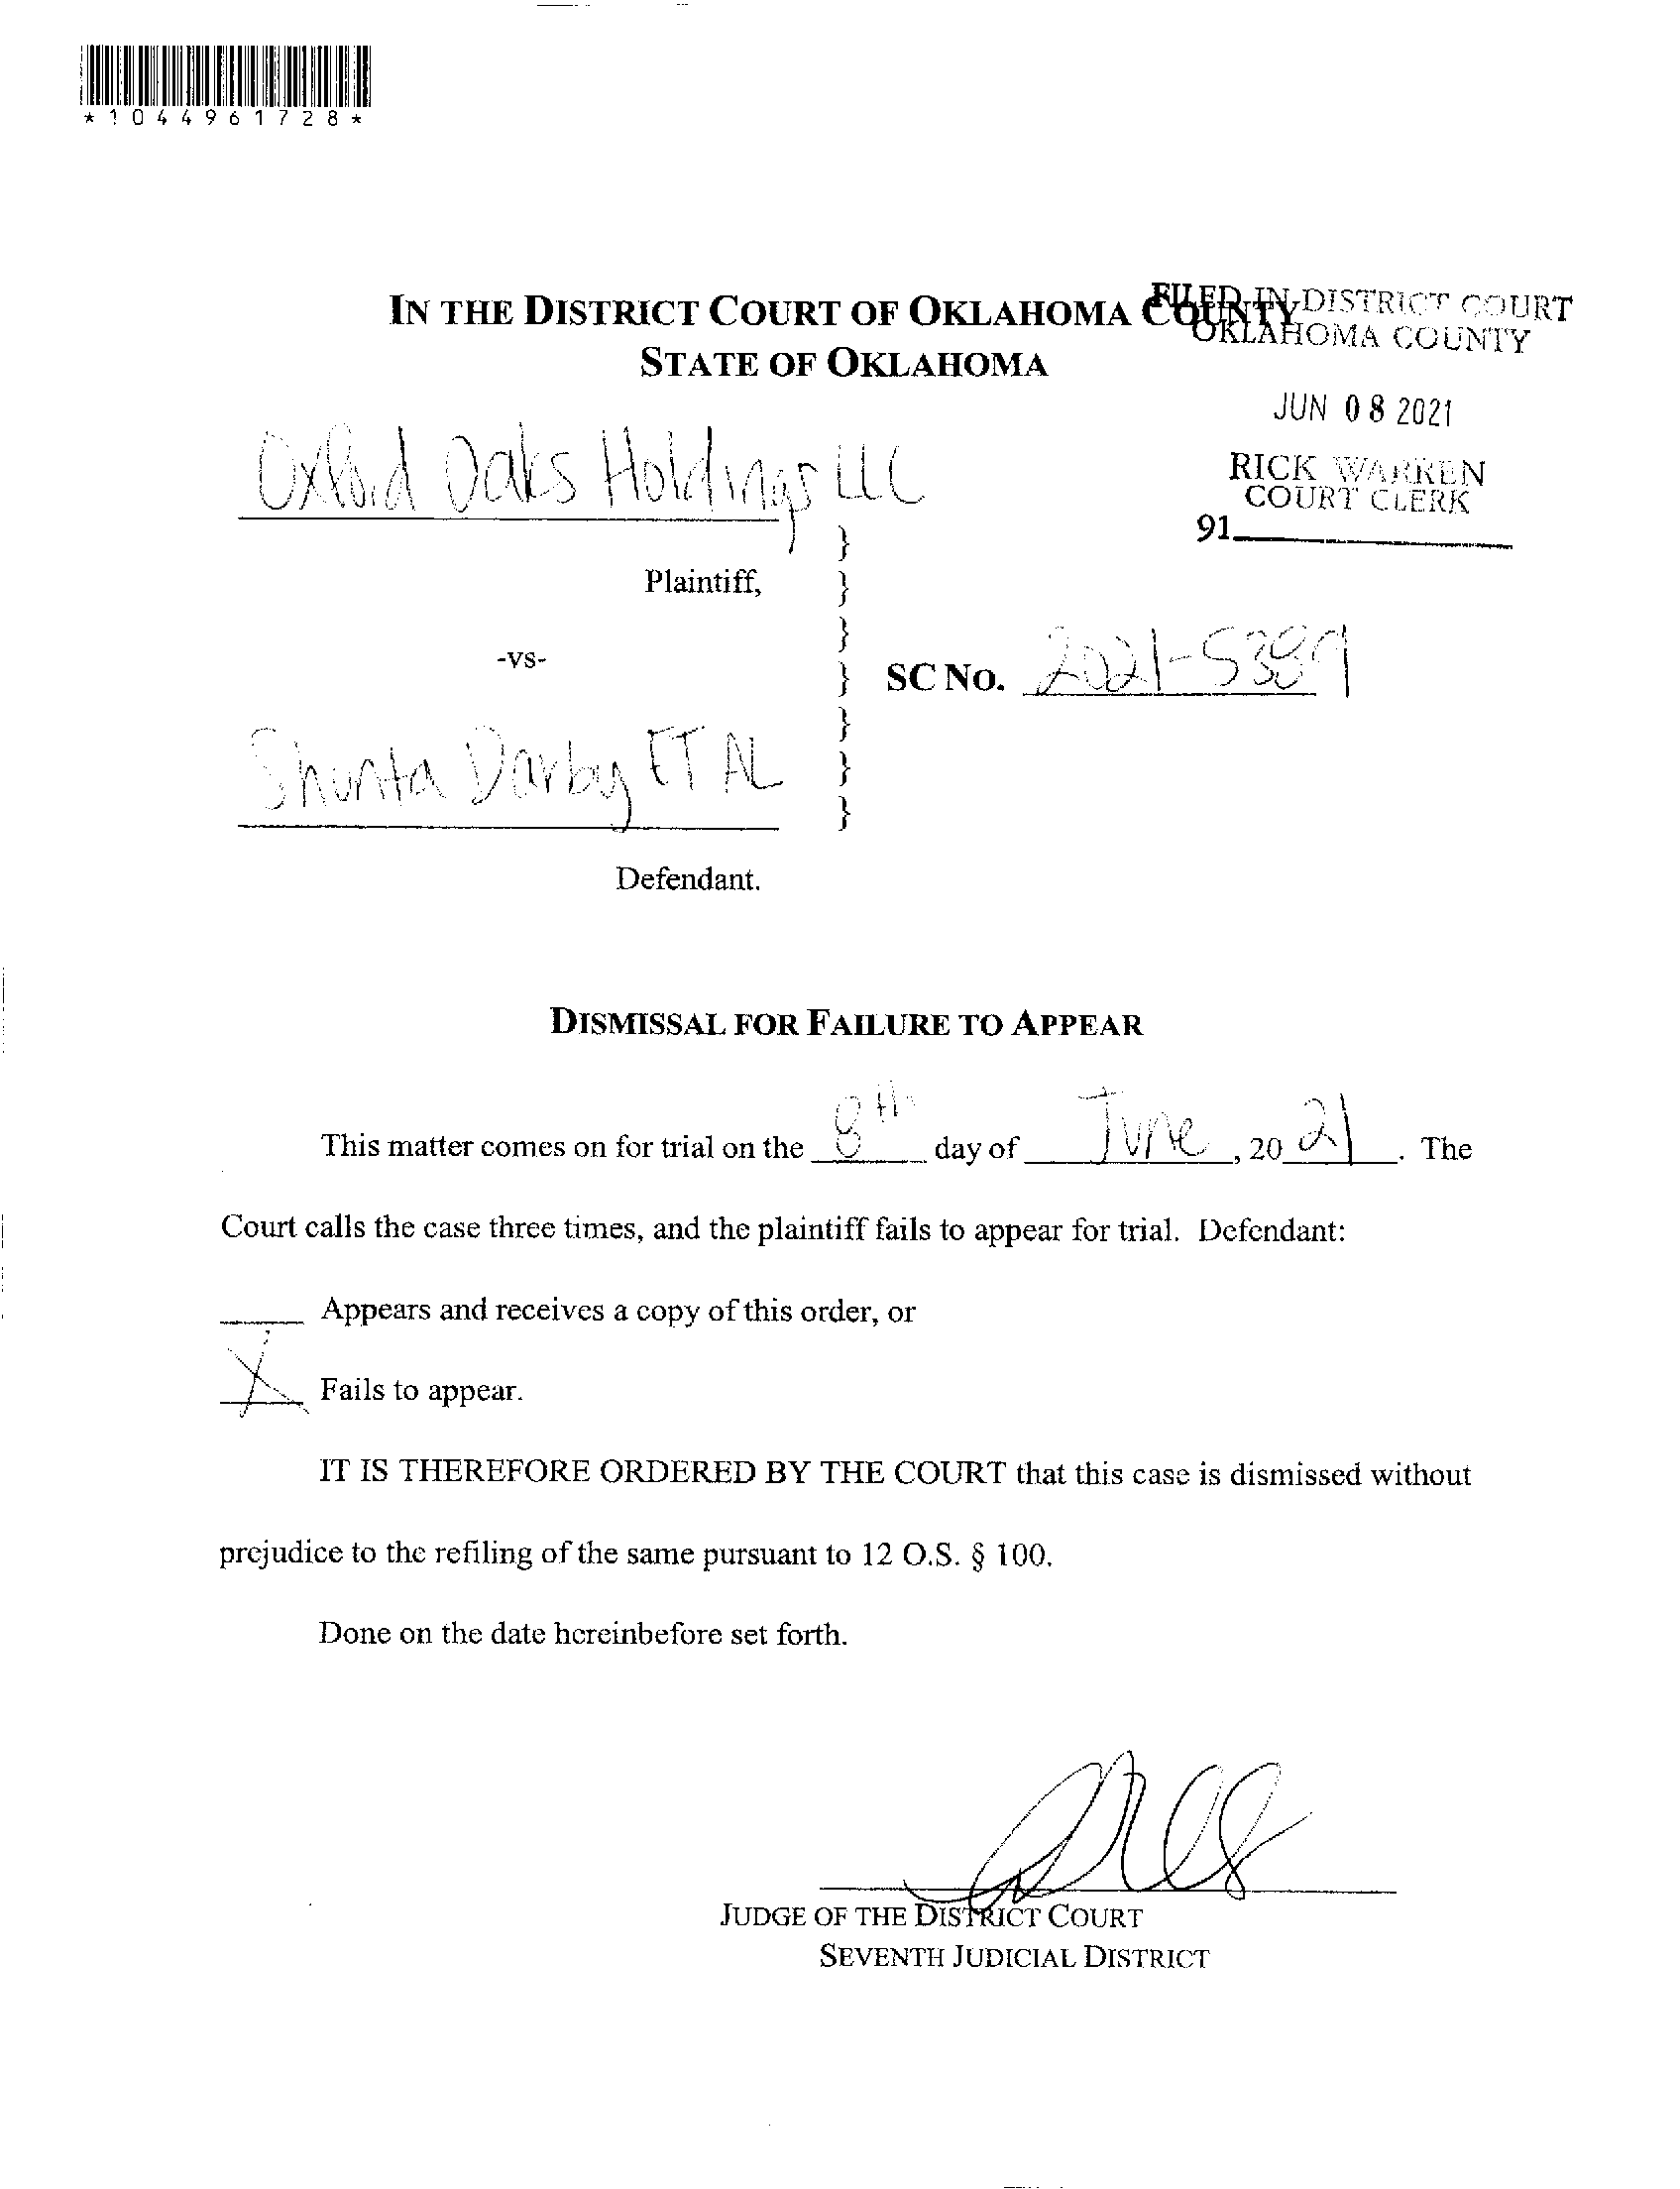 *1044961728*
IN THE DISTRICT COURT OF OKLAHOMA COUNTY
STATE OF OKLAHOMA
FILED IN DISTRICT COURT
OKLAHOMA COUNTY
JUN 08 2021
RICK WARREN
COURT CLERK
91
Oxford Oaks Holdings LLC
}
Plaintiff, }
}
-vs-
} SC NO. 2021-5389
}
Shunta Darby ET AL }
}
Defendant.
DISMISSAL FOR FAILURE TO APPEAR
This matter comes on for trial on the 8th day of June, 2021. The
Court calls the case three times, and the plaintiff fails to appear for trial. Defendant:
____ Appears and receives a copy of this order, or
X Fails to appear.
IT IS THEREFORE ORDERED BY THE COURT that this case is dismissed without
prejudice to the refiling of the same pursuant to 12 O.S. § 100.
Done on the date hereinbefore set forth.
JUDGE OF THE DISTRICT COURT
SEVENTH JUDICIAL DISTRICT